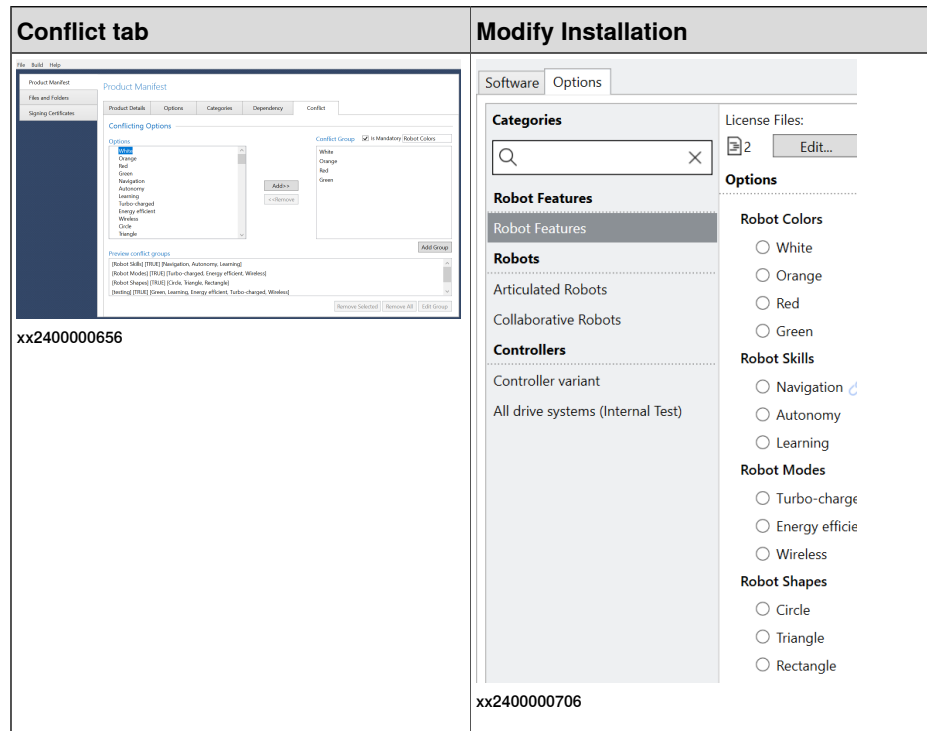 Conflict tab
Modify Installation
File Build Help
Product Manifest
Files and Folders
Signing Certificates
Product Manifest
Product Details Options Categories Dependency Conflict
Conflicting Options
Options
White
Orange
Red
Green
Navigation
Autonomy
Learning
Turbo-charged
Energy efficient
Wireless
Circle
Triangle
Add>>
<<Remove
Conflict Group Is Mandatory Robot Colors
White
Orange
Red
Green
Add Group
Preview conflict groups
[Robot Skills] [TRUE] [Navigation, Autonomy, Learning]
[Robot Modes] [TRUE] [Turbo-charged, Energy efficient, Wireless]
[Robot Shapes] [TRUE] [Circle, Triangle, Rectangle]
[testing] [TRUE] [Green, Learning, Energy efficient, Turbo-charged, Wireless]
Remove Selected Remove All Edit Group
xx2400000656
Software Options
Categories
Robot Features
Robot Features
Robots
Articulated Robots
Collaborative Robots
Controllers
Controller variant
All drive systems (Internal Test)
License Files:
2 Edit...
Options
Robot Colors
White
Orange
Red
Green
Robot Skills
Navigation
Autonomy
Learning
Robot Modes
Turbo-charge
Energy efficie
Wireless
Robot Shapes
Circle
Triangle
Rectangle
xx2400000706